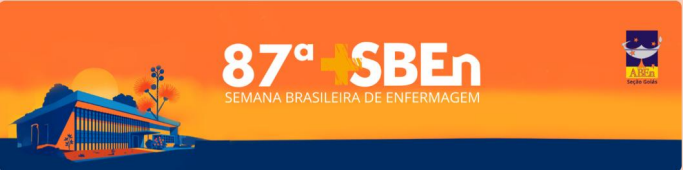 87ª SBEn
SEMANA BRASILEIRA DE ENFERMAGEM
ABEn
Seção Goiás